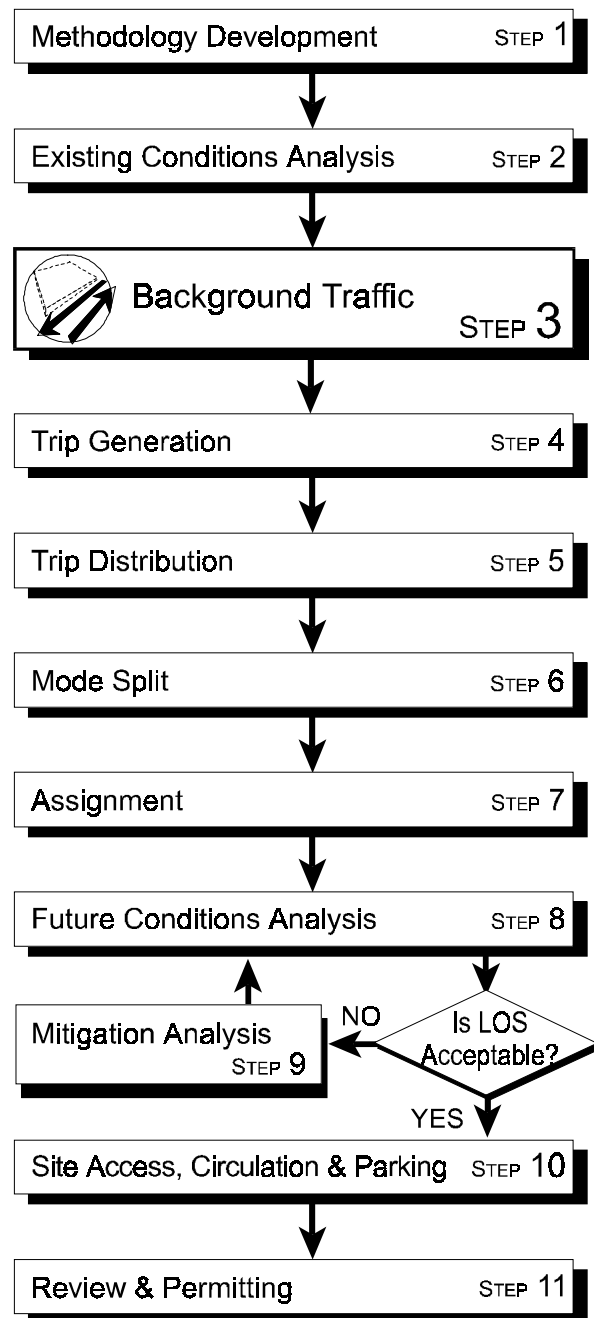 Methodology Development STEP 1
Existing Conditions Analysis STEP 2
Background Traffic
STEP 3
Trip Generation STEP 4
Trip Distribution STEP 5
Mode Split STEP 6
Assignment STEP 7
Future Conditions Analysis STEP 8
Mitigation Analysis
STEP 9
NO
Is LOS
Acceptable?
YES
Site Access, Circulation & Parking STEP 10
Review & Permitting STEP 11